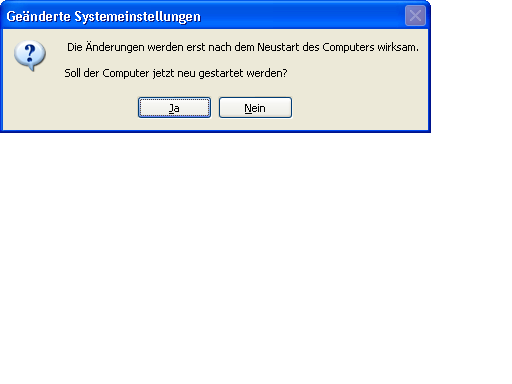 Geänderte Systemeinstellungen
Die Änderungen werden erst nach dem Neustart des Computers wirksam.
Soll der Computer jetzt neu gestartet werden?
Ja Nein